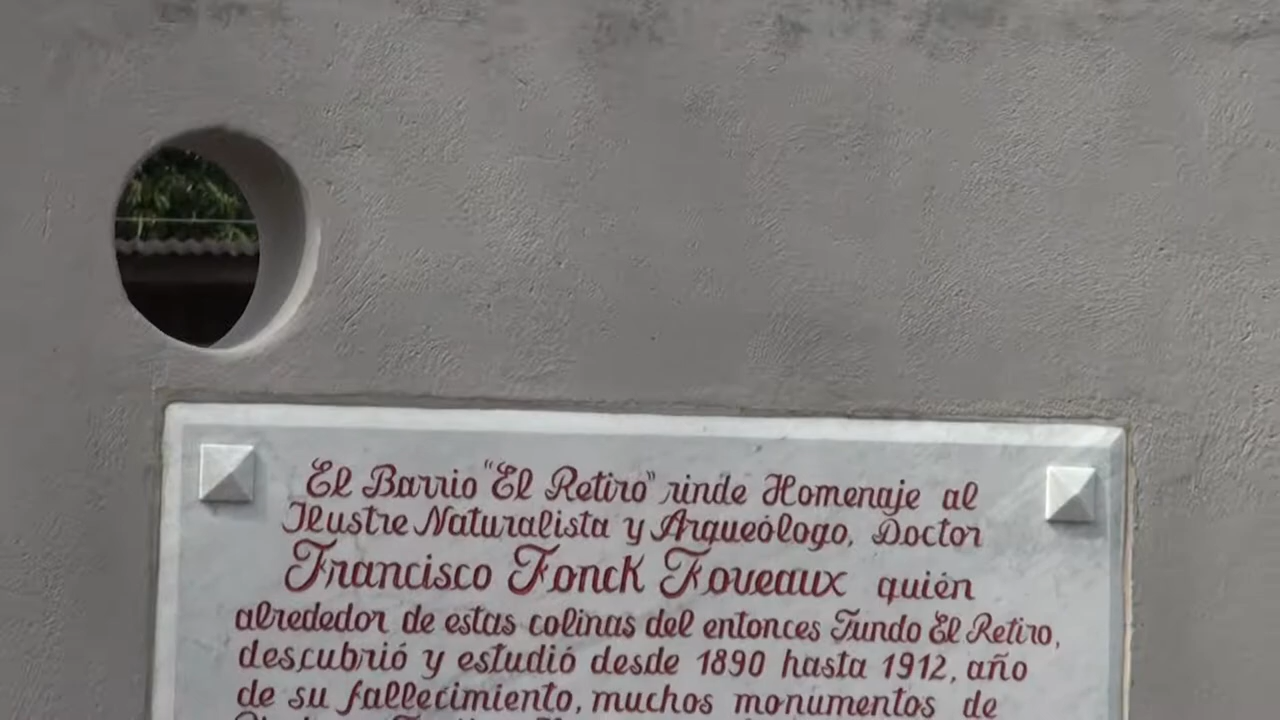 El Barrio "El Retiro" rinde Homenaje al
Ilustre Naturalista y Arqueólogo, Doctor
Francisco Fonck Foveaux quién
alrededor de estas colinas del entonces Fundo El Retiro,
descubrió y estudió desde 1890 hasta 1912, año
de su fallecimiento, muchos monumentos de